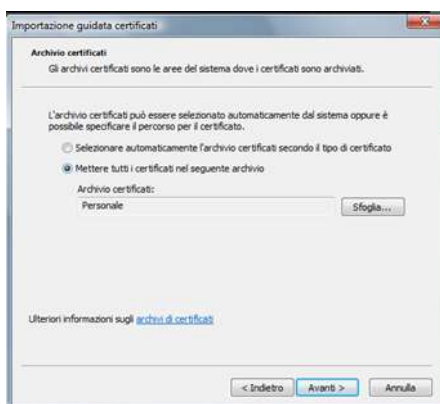 Importazione guidata certificati
Archivio certificati
Gli archivi certificati sono le aree del sistema dove i certificati sono archiviati.
L'archivio certificati può essere selezionato automaticamente dal sistema oppure è
possibile specificare il percorso per il certificato.
Selezionare automaticamente l'archivio certificati secondo il tipo di certificato
Mettere tutti i certificati nel seguente archivio
Archivio certificati:
Personale
Sfoglia...
Ulteriori informazioni sugli archivi di certificati
< Indietro
Avanti >
Annulla